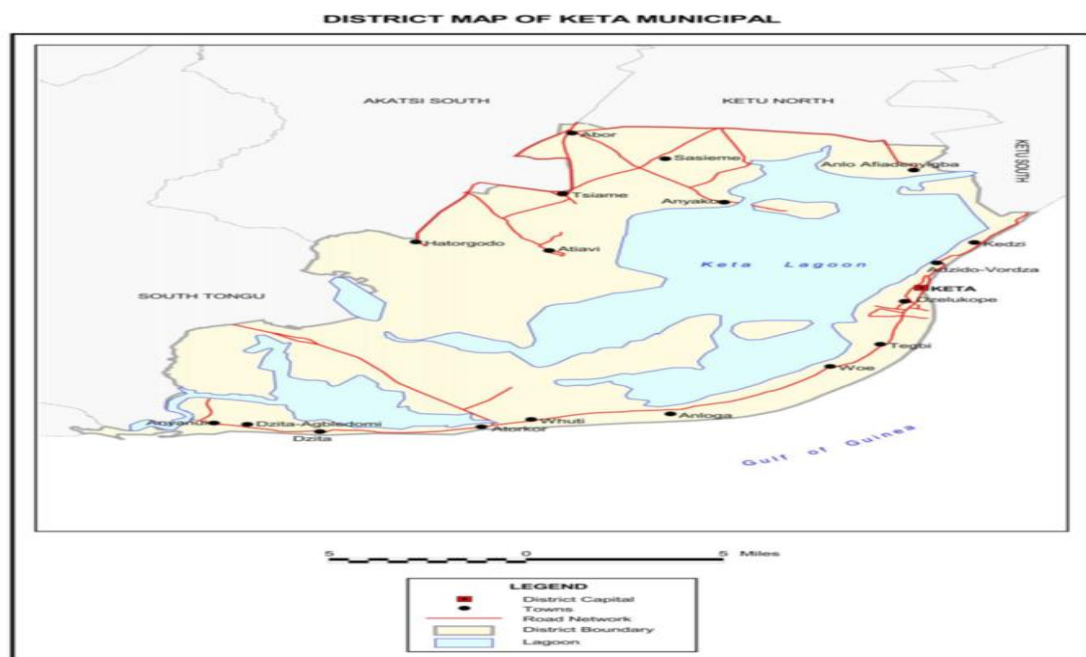 DISTRICT MAP OF KETA MUNICIPAL
AKATSI SOUTH
KETU NORTH
KETU SOUTH
Abor
Sasieme
Anlo Afiadenyigba
Tsiame
Anyako
Hatorgodo
Atiavi
Kedzi
Keta Lagoon
Adzido-Vordza
SOUTH TONGU
KETA
Dzelukope
Tegbi
Woe
Anloga
Whuti
Anyanui
Dzita-Agbledomi
Atorkor
Dzita
Gulf of Guinea
5 0 5 Miles
LEGEND
District Capital
Towns
Road Network
District Boundary
Lagoon